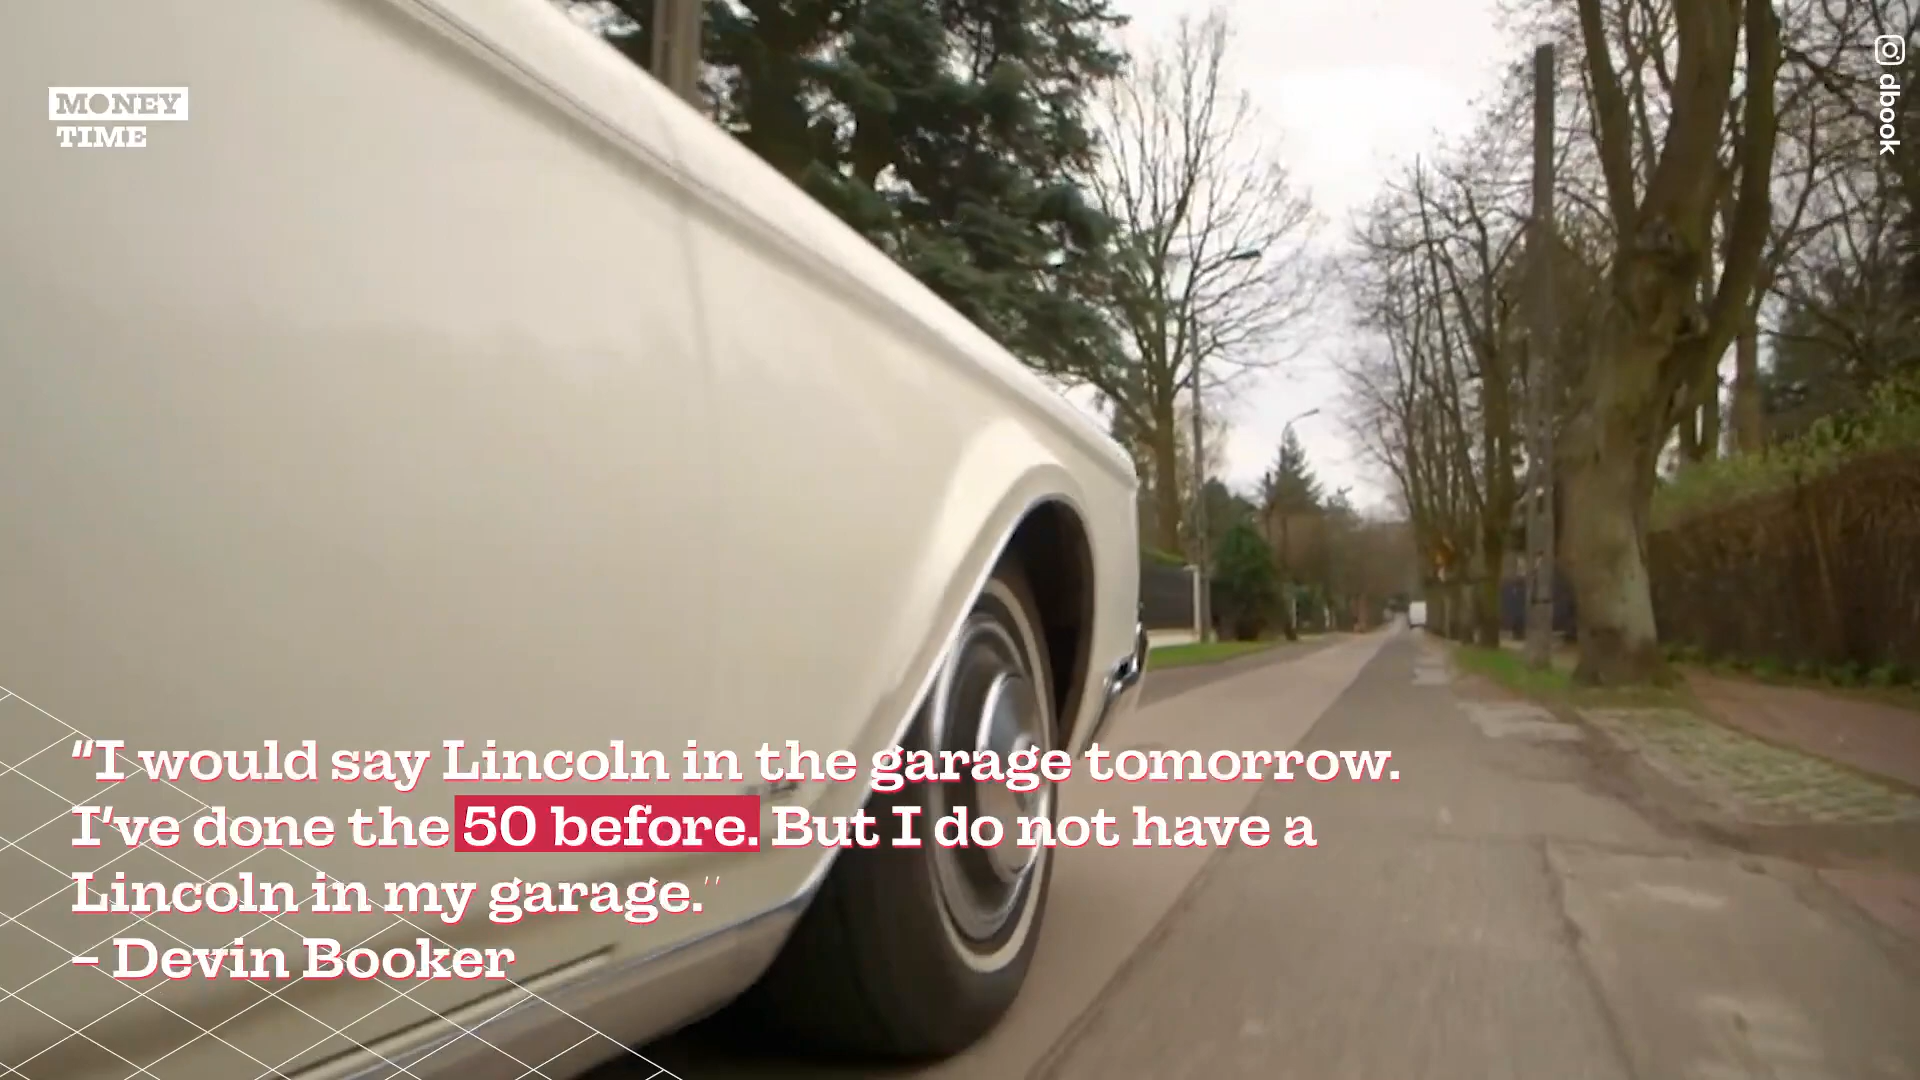 MONEY
TIME
dbook
“I would say Lincoln in the garage tomorrow.
I’ve done the 50 before. But I do not have a
Lincoln in my garage.”
– Devin Booker